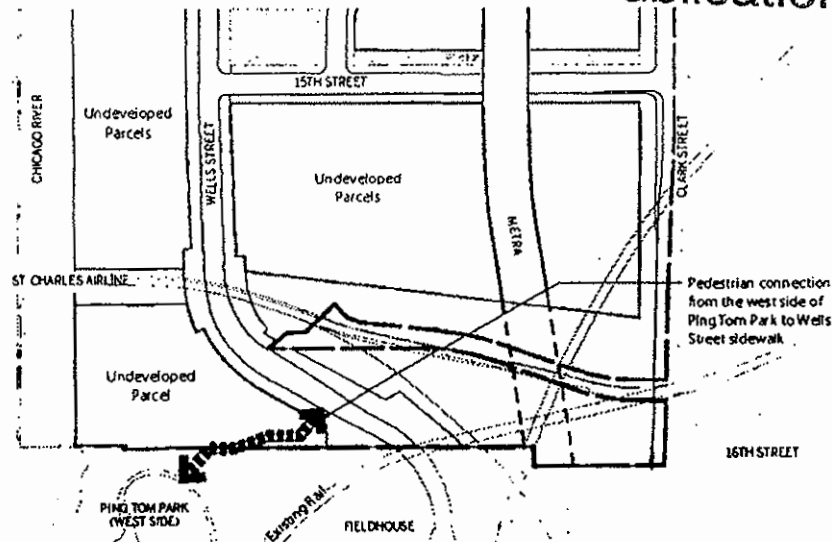 15TH STREET
CHICAGO RIVER
Undeveloped
Parcels
WELLS STREET
Undeveloped
Parcels
METRA
CLARK STREET
ST CHARLES AIRLINE
Pedestrian connection
from the west side of
Ping Tom Park to Wells
Street sidewalk
Undeveloped
Parcel
16TH STREET
PING TOM PARK
(WEST SIDE)
Existing Rail
FIELDHOUSE